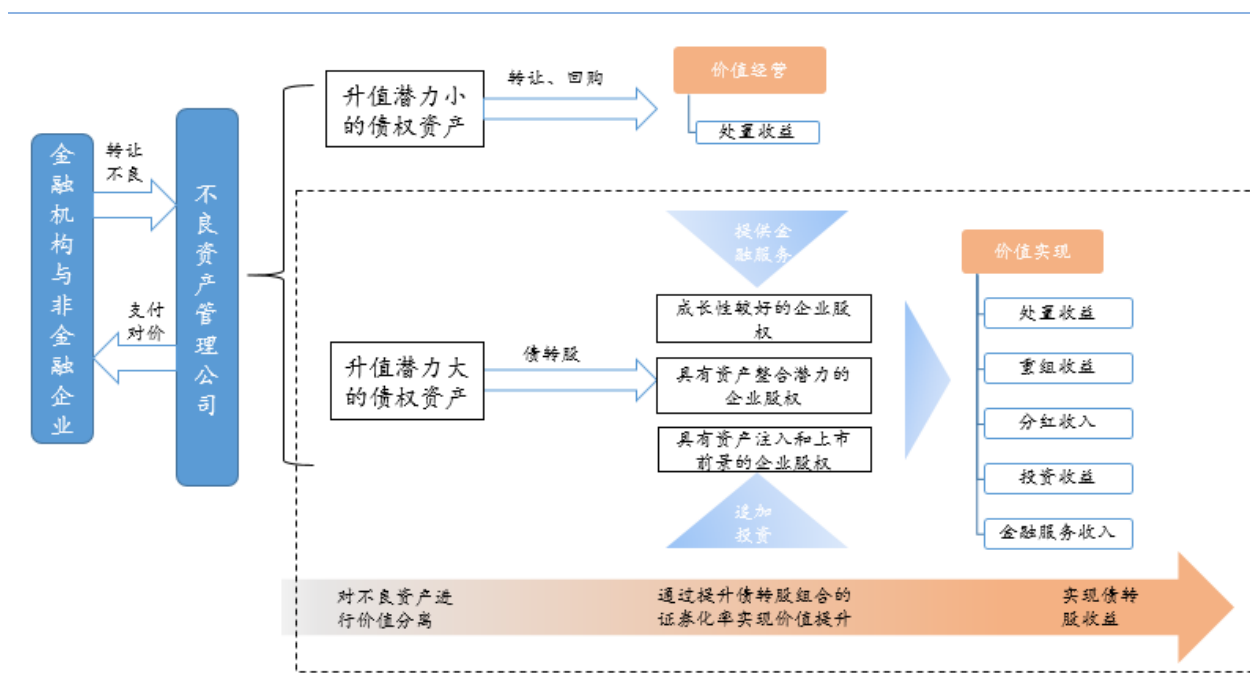 金融机构与非金融企业
转让
不良
支付
对价
不良资产管理公司
升值潜力小
的债权资产
转让、回购
价值经营
处置收益
升值潜力大
的债权资产
债转股
提供金
融服务
成长性较好的企业股
权
具有资产整合潜力的
企业股权
具有资产注入和上市
前景的企业股权
追加
投资
价值实现
处置收益
重组收益
分红收入
投资收益
金融服务收入
对不良资产进
行价值分离
通过提升债转股组合的
证券化率实现价值提升
实现债转
股收益